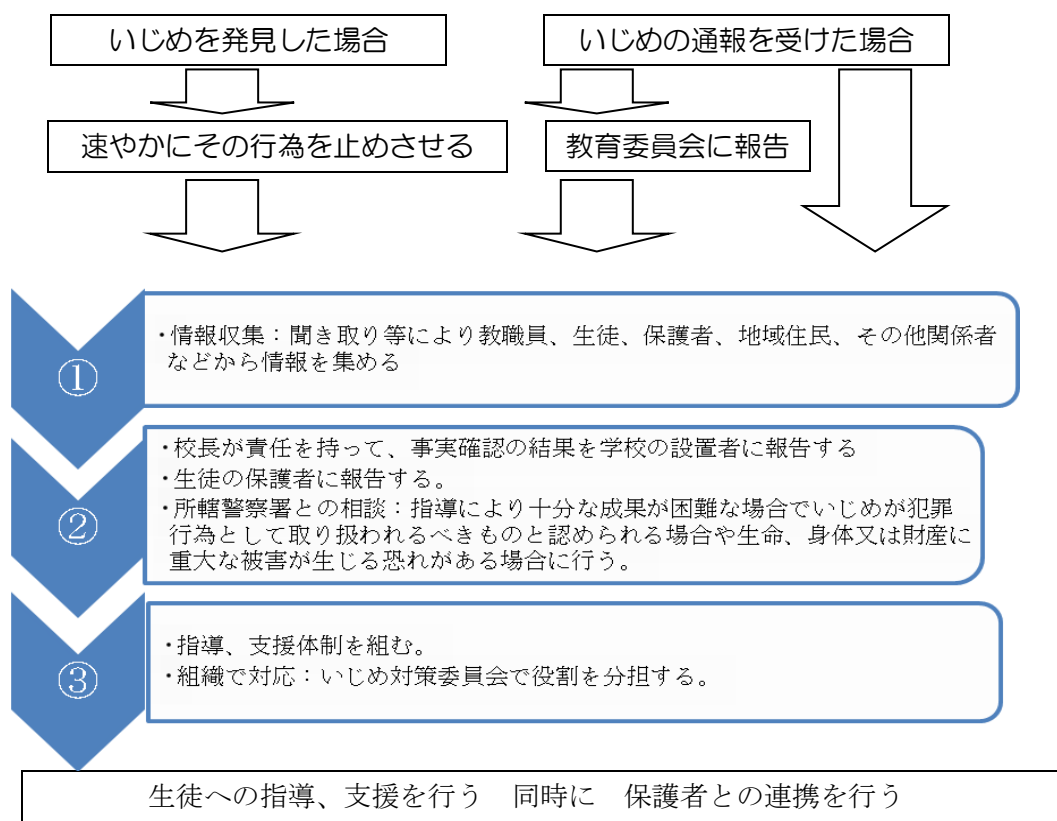 いじめを発見した場合
いじめの通報を受けた場合
速やかにその行為を止めさせる
教育委員会に報告
①
・情報収集：聞き取り等により教職員、生徒、保護者、地域住民、その他関係者
などから情報を集める
②
・校長が責任を持って、事実確認の結果を学校の設置者に報告する
・生徒の保護者に報告する。
・所轄警察署との相談：指導により十分な成果が困難な場合でいじめが犯罪
行為として取り扱われるべきものと認められる場合や生命、身体又は財産に
重大な被害が生じる恐れがある場合に行う。
③
・指導、支援体制を組む。
・組織で対応：いじめ対策委員会で役割を分担する。
生徒への指導、支援を行う　同時に　保護者との連携を行う